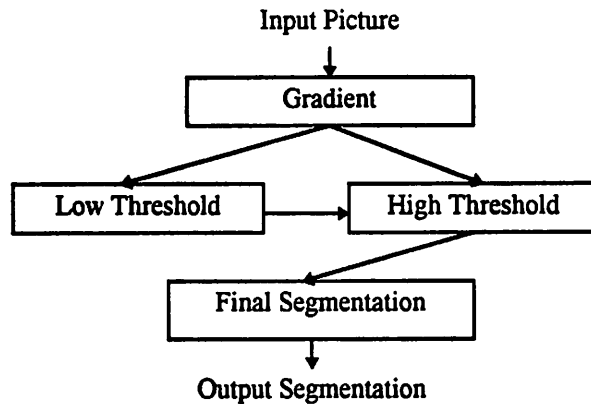 Input Picture
Gradient
Low Threshold
High Threshold
Final Segmentation
Output Segmentation